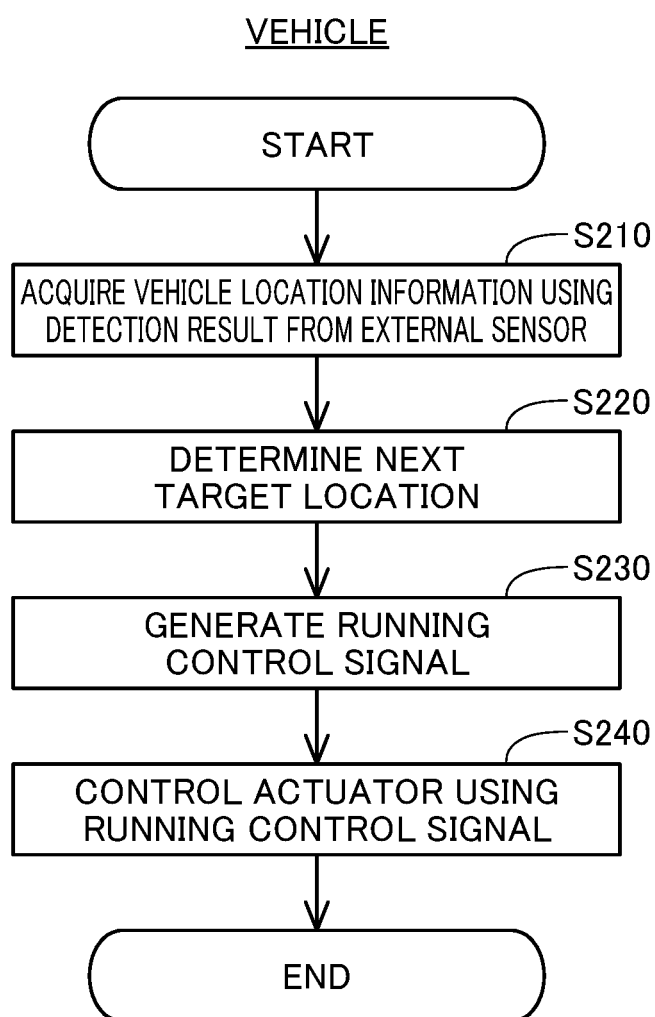 VEHICLE
START
S210
ACQUIRE VEHICLE LOCATION INFORMATION USING
DETECTION RESULT FROM EXTERNAL SENSOR
S220
DETERMINE NEXT
TARGET LOCATION
S230
GENERATE RUNNING
CONTROL SIGNAL
S240
CONTROL ACTUATOR USING
RUNNING CONTROL SIGNAL
END